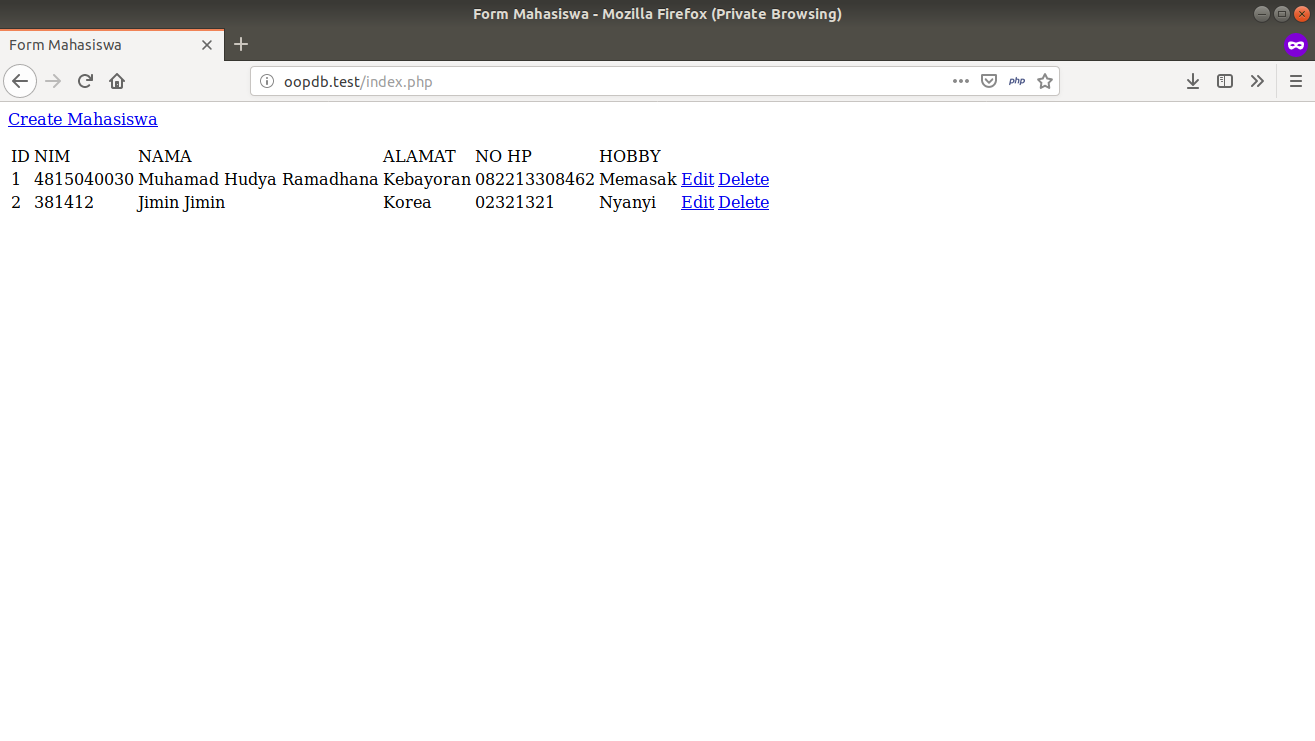 Form Mahasiswa - Mozilla Firefox (Private Browsing)
Form Mahasiswa
oopdb.test/index.php
php
Create Mahasiswa
ID NIM NAMA ALAMAT NO HP HOBBY
1 4815040030 Muhamad Hudya Ramadhana Kebayoran 082213308462 Memasak Edit Delete
2 381412 Jimin Jimin Korea 02321321 Nyanyi Edit Delete